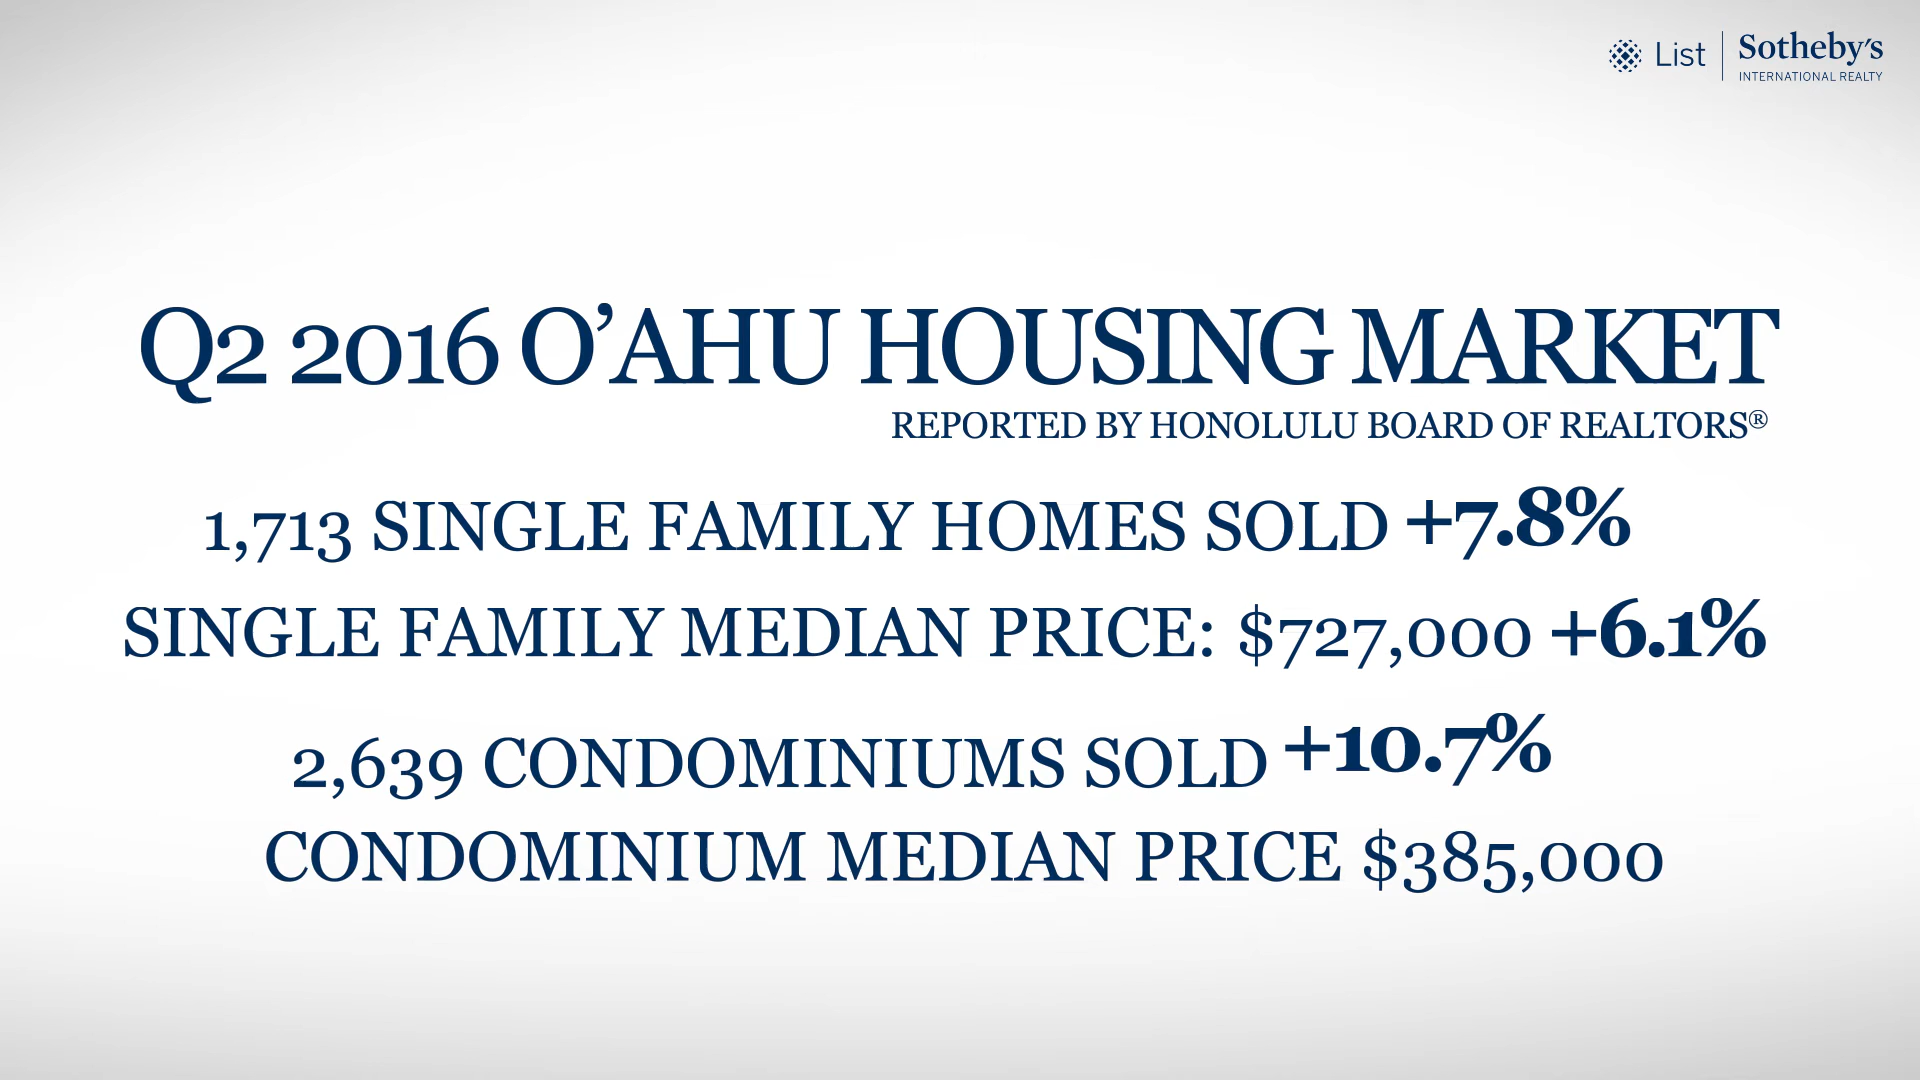 List | Sotheby's
INTERNATIONAL REALTY
Q2 2016 O’AHU HOUSING MARKET
REPORTED BY HONOLULU BOARD OF REALTORS®
1,713 SINGLE FAMILY HOMES SOLD +7.8%
SINGLE FAMILY MEDIAN PRICE: $727,000 +6.1%
2,639 CONDOMINIUMS SOLD +10.7%
CONDOMINIUM MEDIAN PRICE $385,000